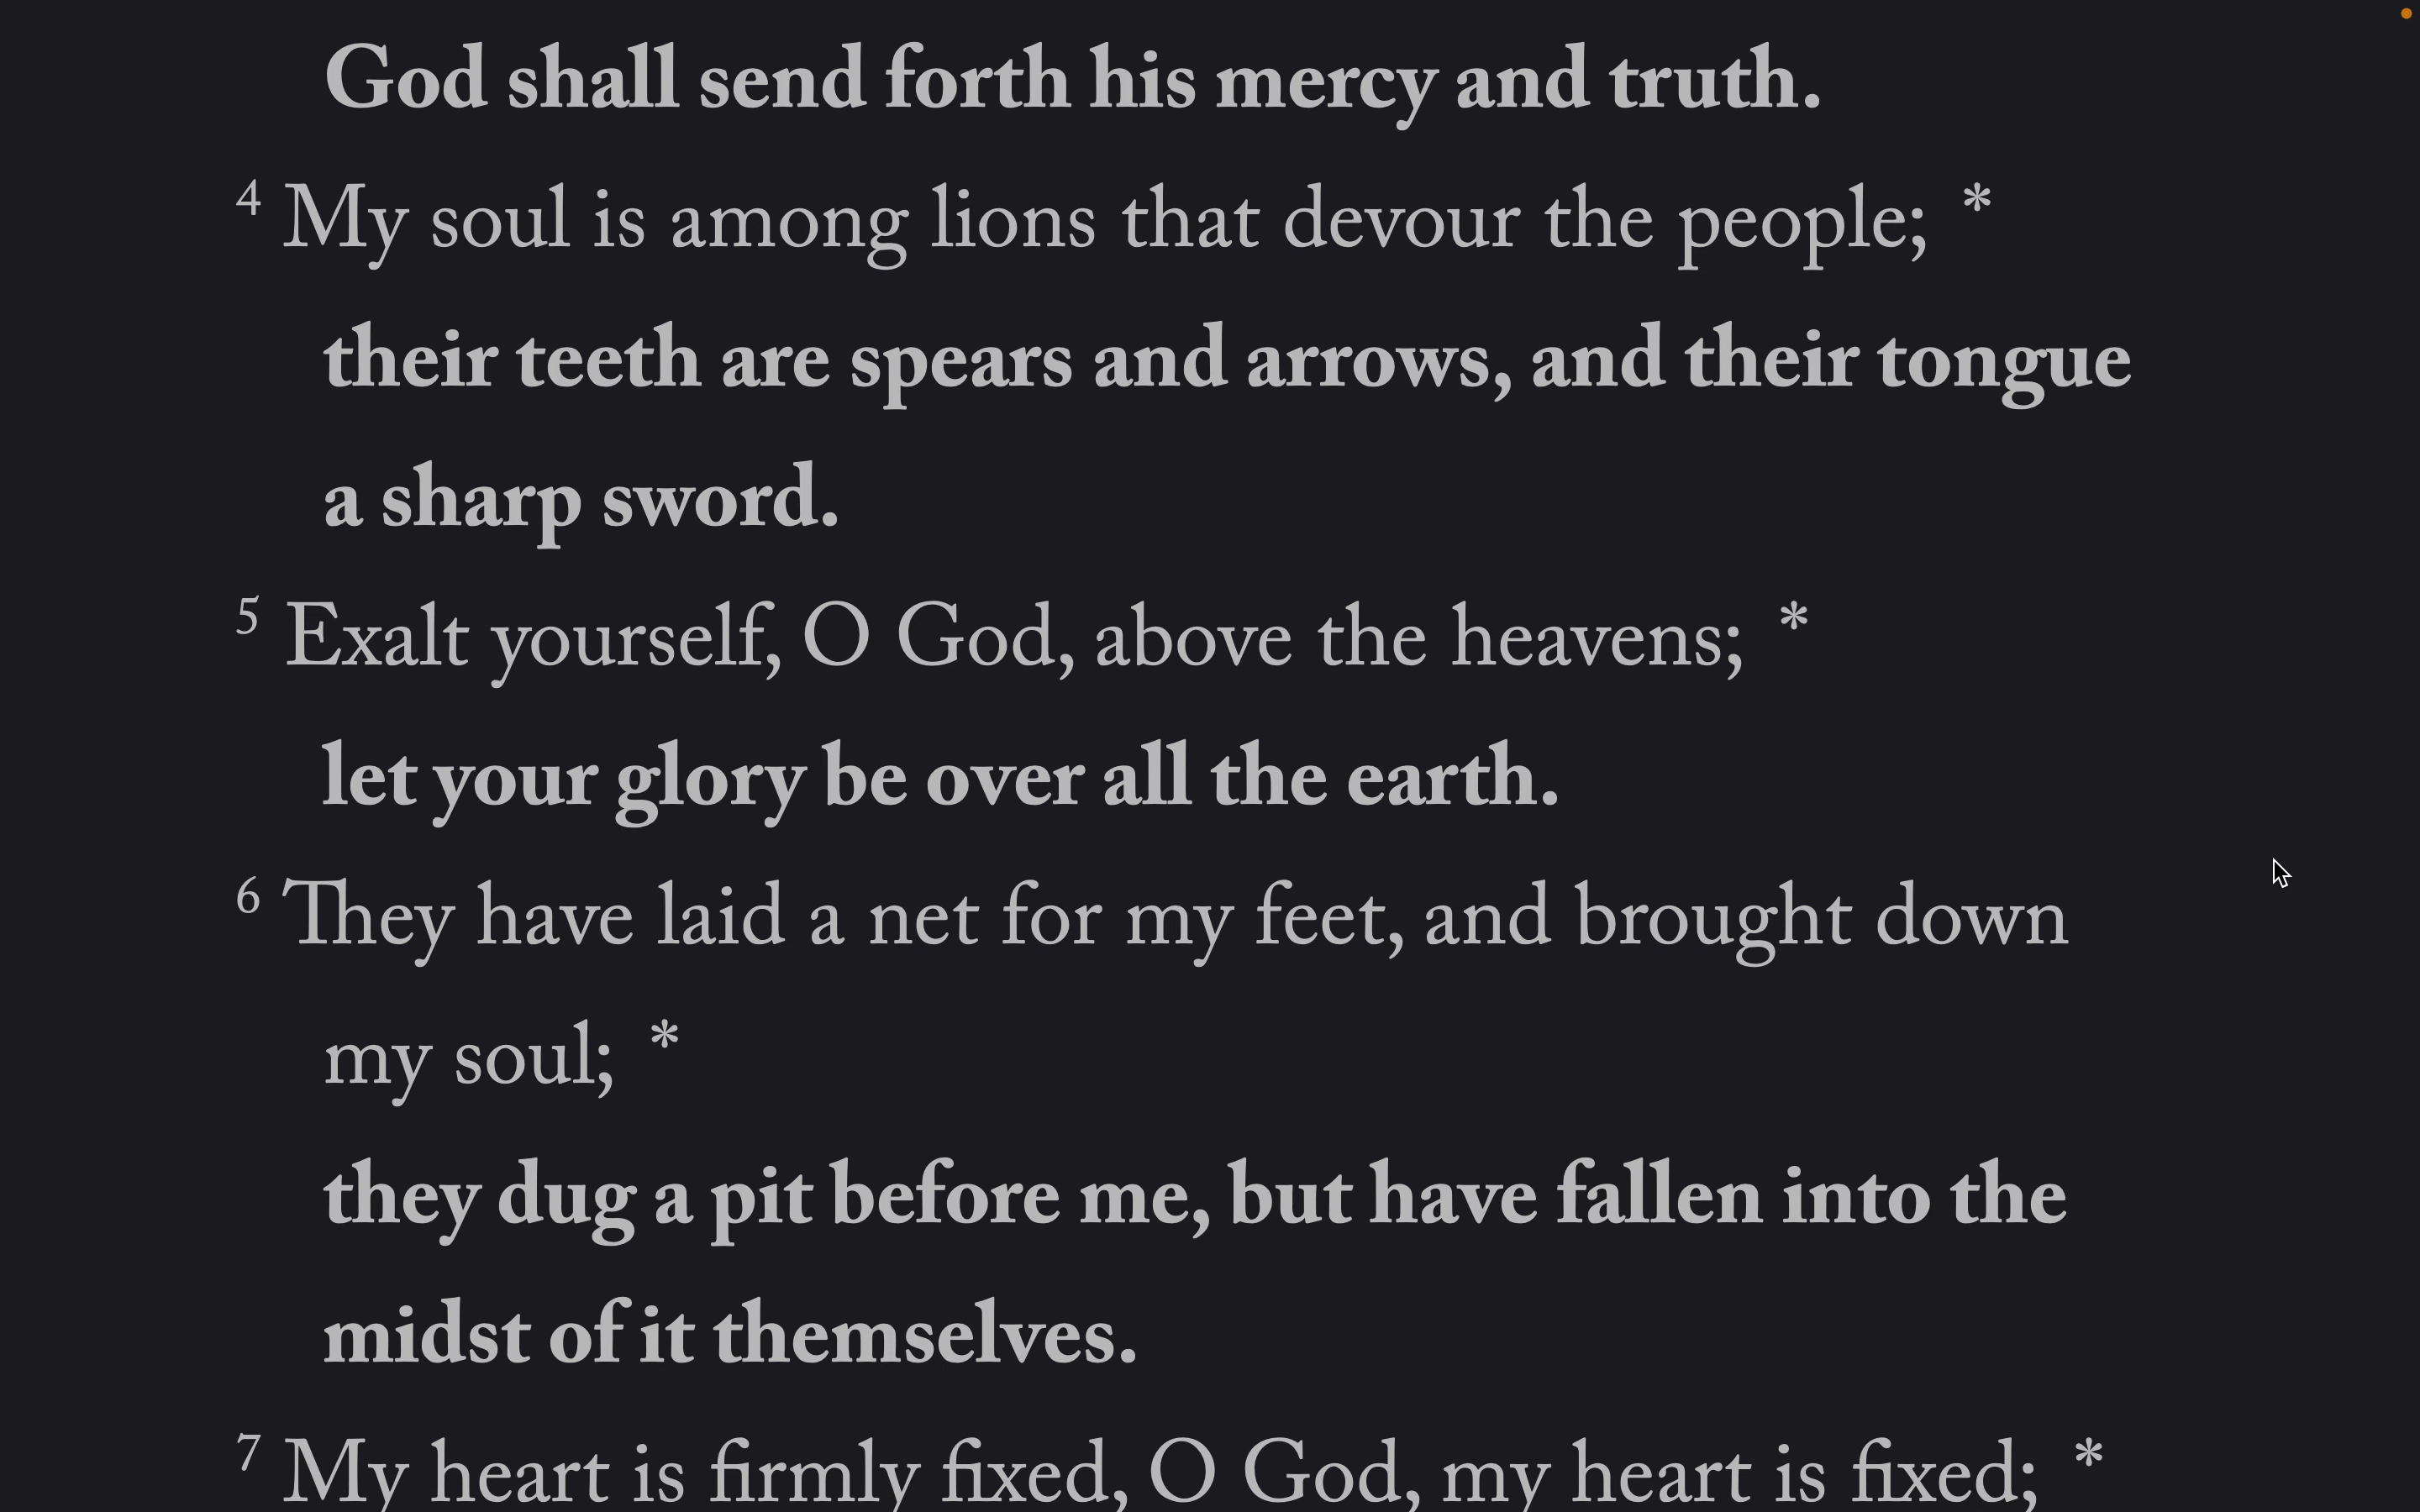 God shall send forth his mercy and truth.
4 My soul is among lions that devour the people; *
their teeth are spears and arrows, and their tongue
a sharp sword.
5 Exalt yourself, O God, above the heavens; *
let your glory be over all the earth.
6 They have laid a net for my feet, and brought down
my soul; *
they dug a pit before me, but have fallen into the
midst of it themselves.
7 My heart is firmly fixed, O God, my heart is fixed; *